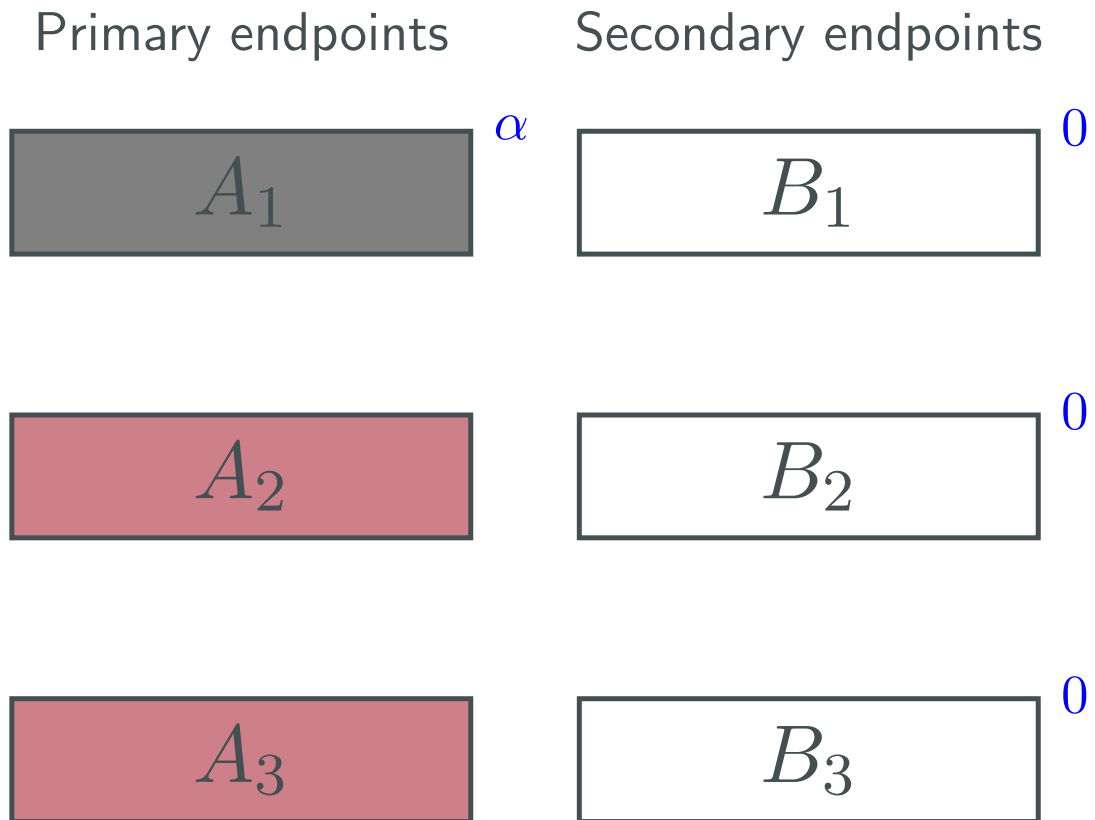 Primary endpoints Secondary endpoints
α 0
A₁ B₁
0
A₂ B₂
0
A₃ B₃